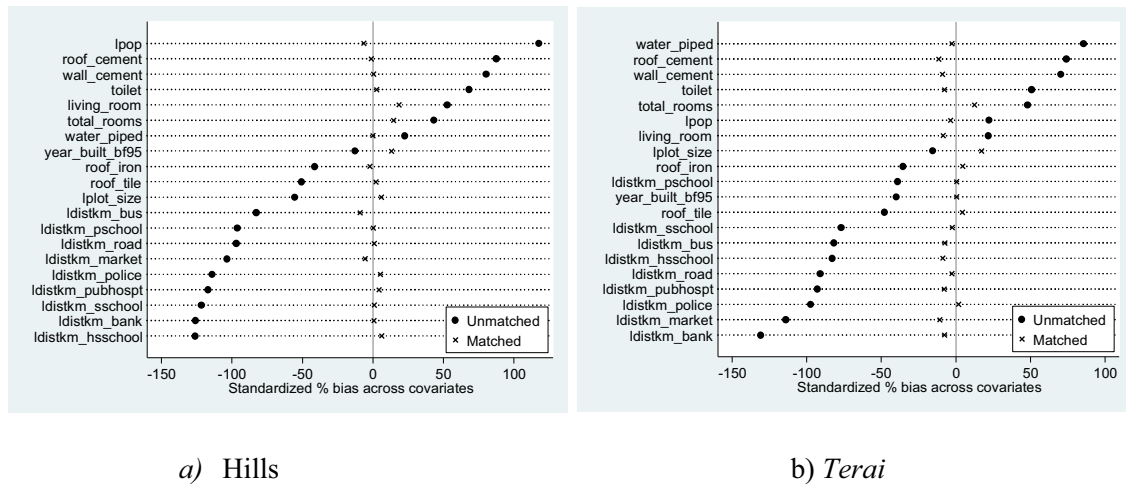 lpop
roof_cement
wall_cement
toilet
living_room
total_rooms
water_piped
year_built_bf95
roof_iron
roof_tile
lplot_size
ldistkm_bus
ldistkm_pschool
ldistkm_road
ldistkm_market
ldistkm_police
ldistkm_pubhospt
ldistkm_sschool
ldistkm_bank
ldistkm_hsschool
Unmatched
Matched
-150 -100 -50 0 50 100
Standardized % bias across covariates
water_piped
roof_cement
wall_cement
toilet
total_rooms
lpop
living_room
lplot_size
roof_iron
ldistkm_pschool
year_built_bf95
roof_tile
ldistkm_sschool
ldistkm_bus
ldistkm_hsschool
ldistkm_road
ldistkm_pubhospt
ldistkm_police
ldistkm_market
ldistkm_bank
Unmatched
Matched
-150 -100 -50 0 50 100
Standardized % bias across covariates
a) Hills
b) Terai